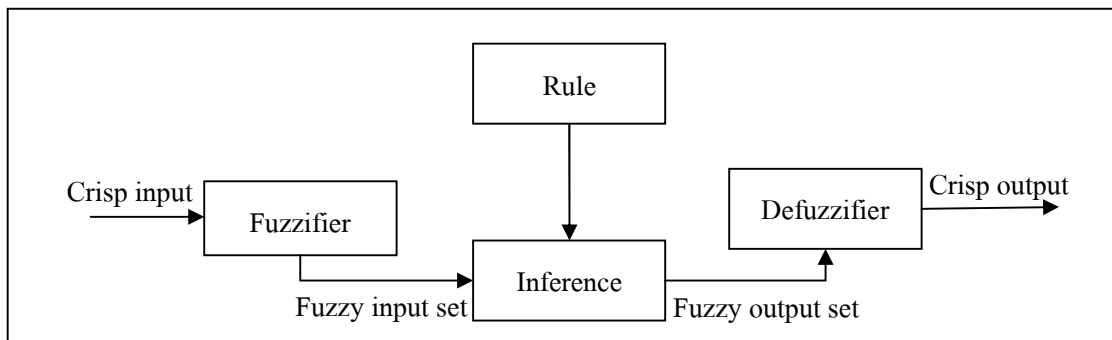 Rule
Crisp input
Fuzzifier
Defuzzifier
Crisp output
Inference
Fuzzy input set
Fuzzy output set